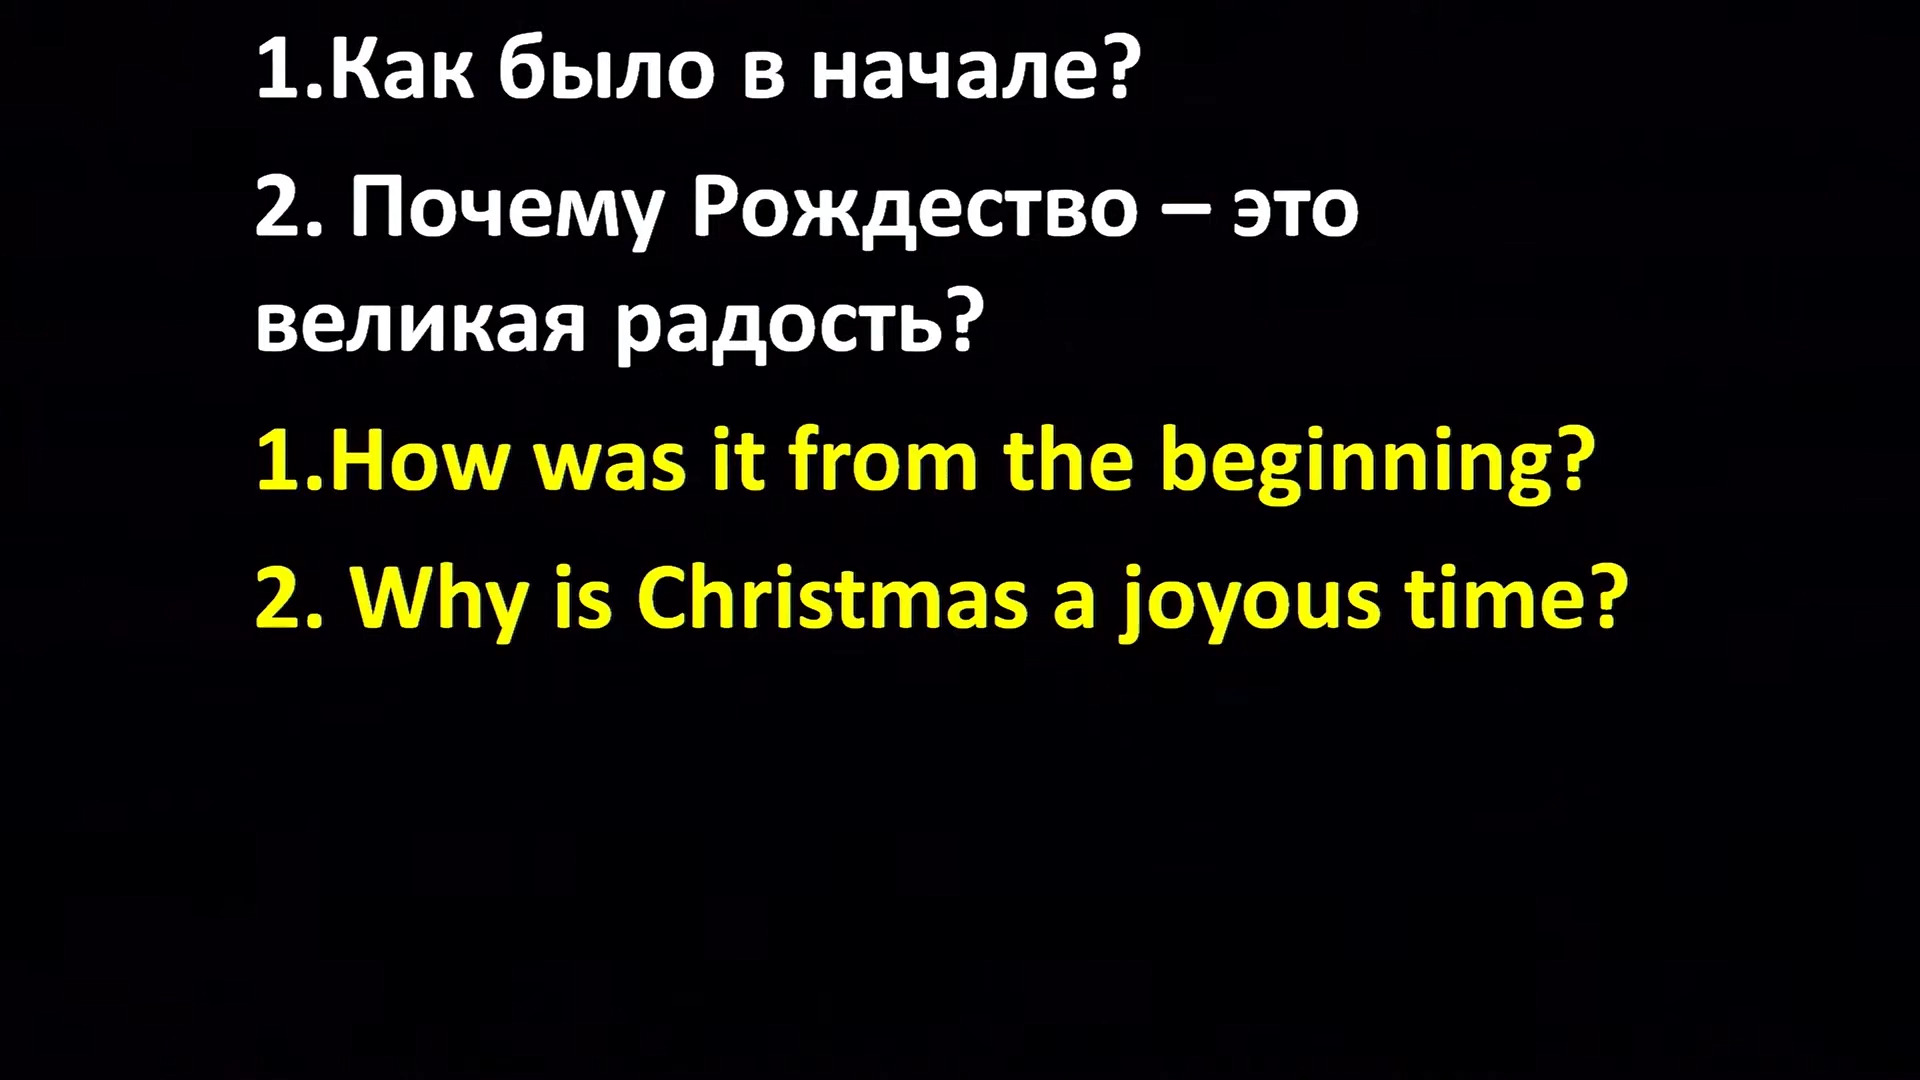 1.Как было в начале?
2. Почему Рождество – это
великая радость?
1.How was it from the beginning?
2. Why is Christmas a joyous time?